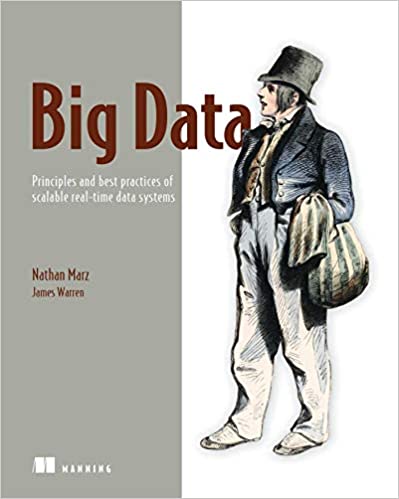 Big Data
Principles and best practices of
scalable real-time data systems
Nathan Marz
James Warren
MANNING